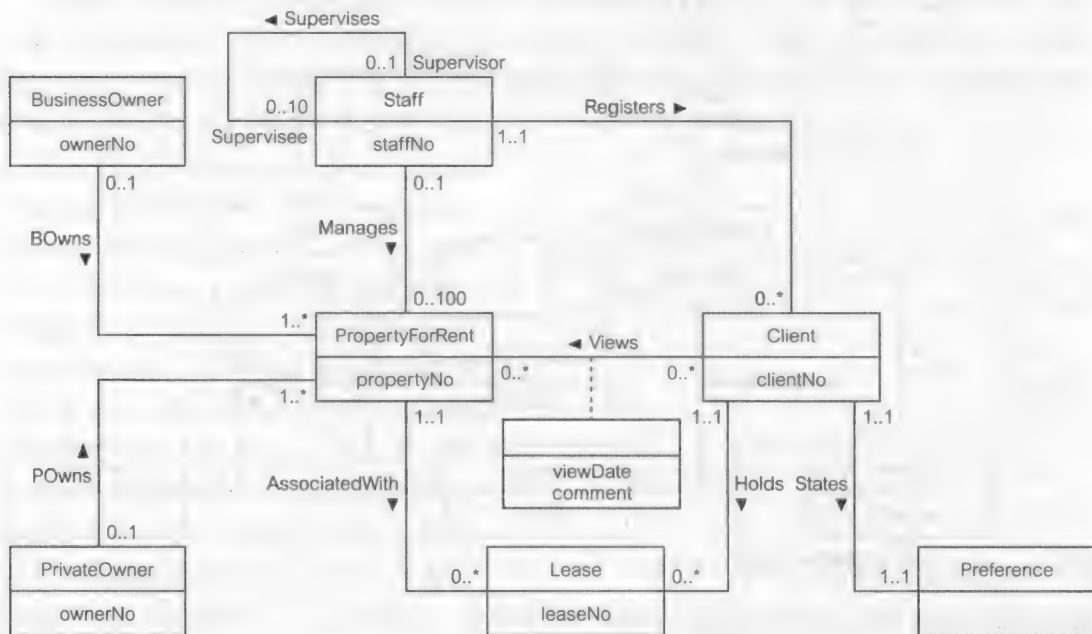 ◄ Supervises
0..1 Supervisor
BusinessOwner
ownerNo
0..10
Supervisee
Staff
staffNo
Registers ►
1..1
0..1
0..1
BOwns
▼
Manages
▼
0..100
0..*
1..*
PropertyForRent
propertyNo
◄ Views
0..*
0..*
Client
clientNo
1..*
1..1
1..1
1..1
viewDate
comment
▲
POwns
AssociatedWith
▼
Holds
▼
States
▼
0..1
PrivateOwner
ownerNo
0..*
Lease
leaseNo
0..*
1..1
Preference